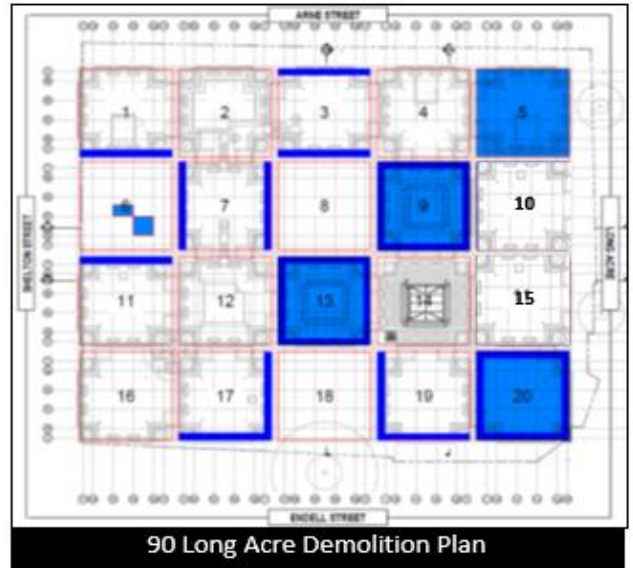 ARNE STREET
1 2 3 4 5
SHELTON STREET
6 7 8 9 10
LONG ACRE
11 12 13 14 15
16 17 18 19 20
ENDELL STREET
90 Long Acre Demolition Plan